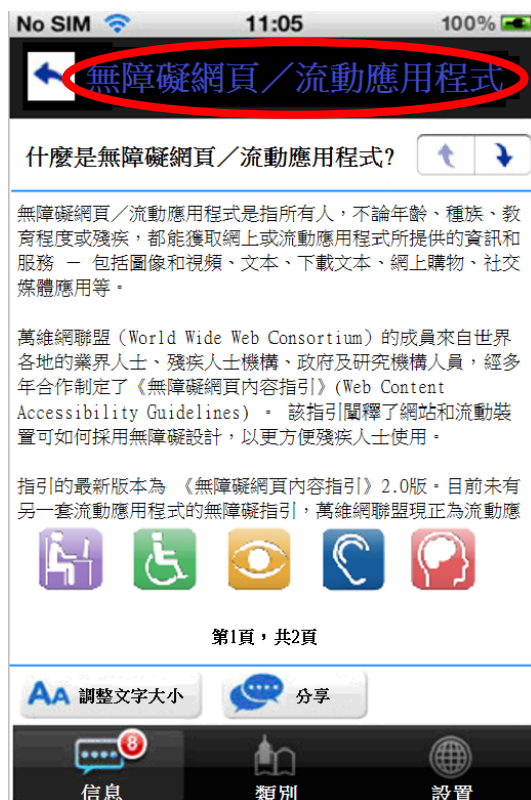 No SIM 11:05 100%
無障礙網頁／流動應用程式
什麼是無障礙網頁／流動應用程式?
無障礙網頁／流動應用程式是指所有人，不論年齡、種族、教
育程度或殘疾，都能獲取網上或流動應用程式所提供的資訊和
服務 － 包括圖像和視頻、文本、下載文本、網上購物、社交
媒體應用等。
萬維網聯盟（World Wide Web Consortium）的成員來自世界
各地的業界人士、殘疾人士機構、政府及研究機構人員，經多
年合作制定了《無障礙網頁內容指引》(Web Content
Accessibility Guidelines) 。 該指引闡釋了網站和流動裝
置可如何採用無障礙設計，以更方便殘疾人士使用。
指引的最新版本為 《無障礙網頁內容指引》2.0版。目前未有
另一套流動應用程式的無障礙指引，萬維網聯盟現正為流動應
第1頁，共2頁
AA 調整文字大小 分享
8
信息 類別 設置